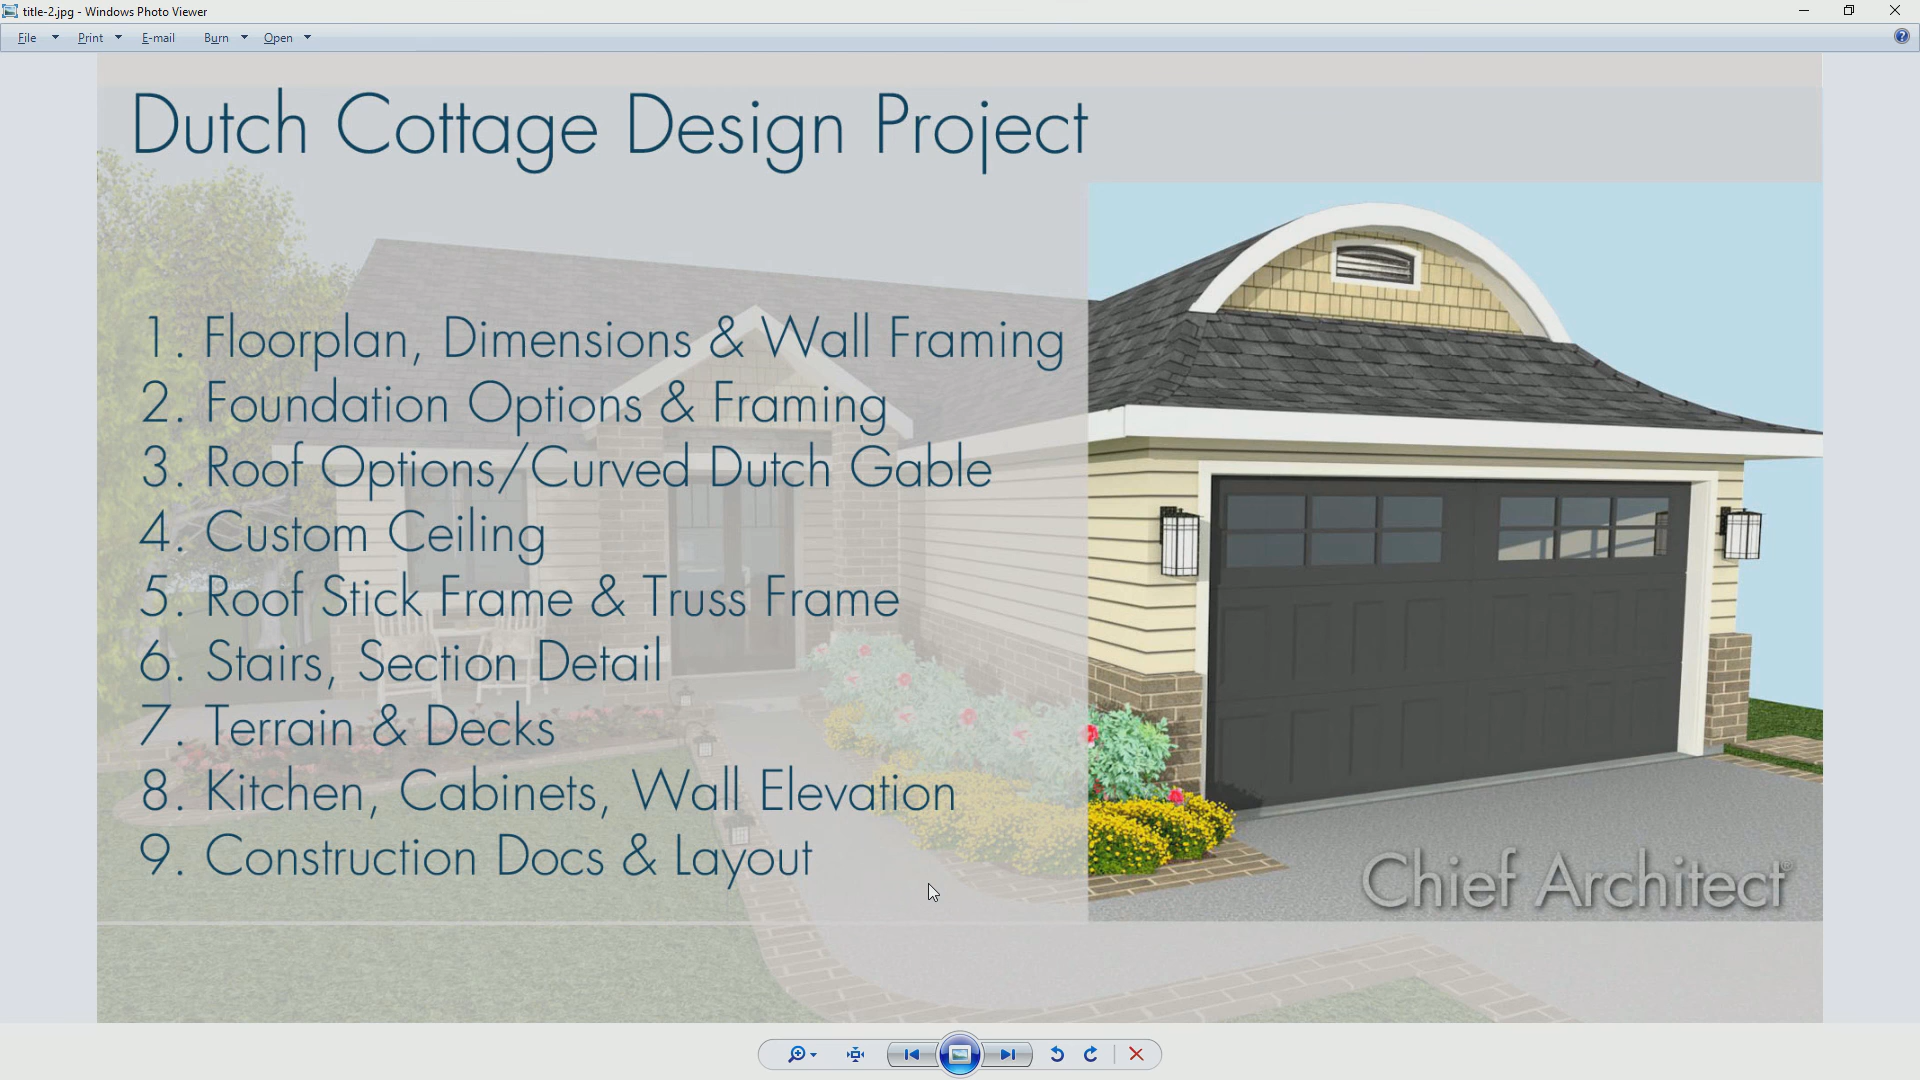 title-2.jpg - Windows Photo Viewer
File Print E-mail Burn Open
Dutch Cottage Design Project
1. Floorplan, Dimensions & Wall Framing
2. Foundation Options & Framing
3. Roof Options/Curved Dutch Gable
4. Custom Ceiling
5. Roof Stick Frame & Truss Frame
6. Stairs, Section Detail
7. Terrain & Decks
8. Kitchen, Cabinets, Wall Elevation
9. Construction Docs & Layout
Chief Architect®